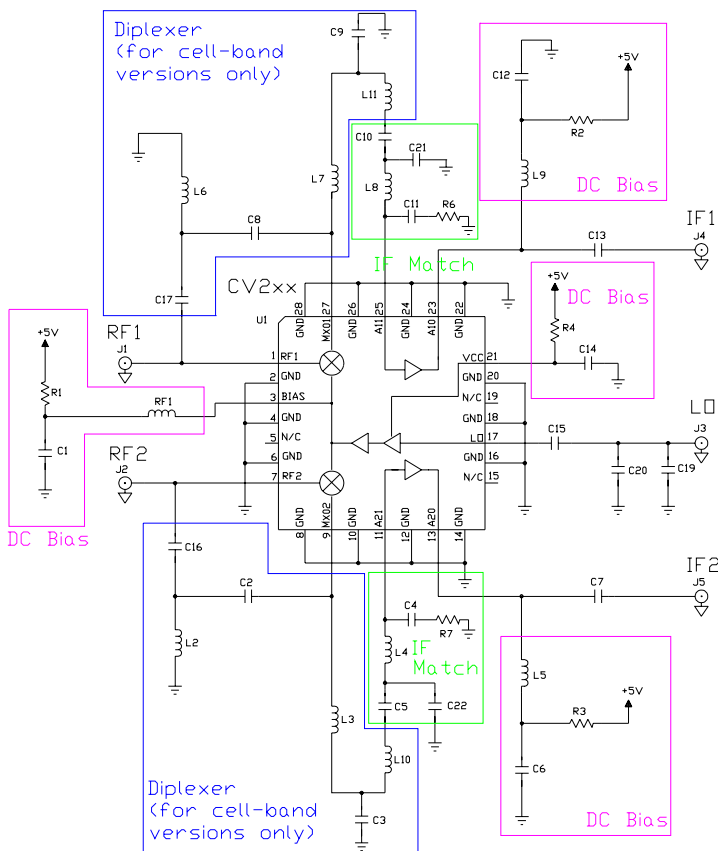 Diplexer
(for cell-band
versions only)
C9
L11
C10
C21
L8
C11
R6
IF Match
L7
L6
C8
C17
C12
+5V
R2
L9
DC Bias
IF1
J4
C13
CV2xx
U1
28 GND
27 MX01
26 GND
25 A11
24 GND
23 A10
22 GND
+5V
DC Bias
R4
C14
RF1
J1
+5V
R1
RF1
C1
DC Bias
1 RF1
2 GND
3 BIAS
4 GND
5 N/C
6 GND
7 RF2
VCC 21
GND 20
N/C 19
GND 18
LO 17
GND 16
N/C 15
LO
J3
C15
C20
C19
RF2
J2
8 GND
9 MX02
10 GND
11 A21
12 GND
13 A20
14 GND
C16
C2
L2
L3
C4
R7
L4
IF
Match
C5
C22
L10
C3
Diplexer
(for cell-band
versions only)
IF2
J5
C7
L5
+5V
R3
C6
DC Bias